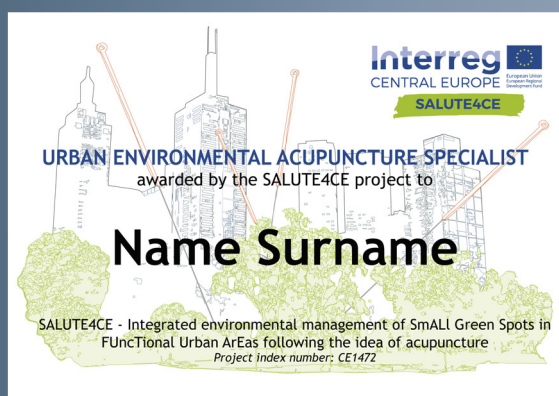 Interreg
CENTRAL EUROPE
European Union
European Regional
Development Fund
SALUTE4CE
URBAN ENVIRONMENTAL ACUPUNCTURE SPECIALIST
awarded by the SALUTE4CE project to
Name Surname
SALUTE4CE - Integrated environmental management of SmALl Green Spots in
FUncTional Urban ArEas following the idea of acupuncture
Project index number: CE1472